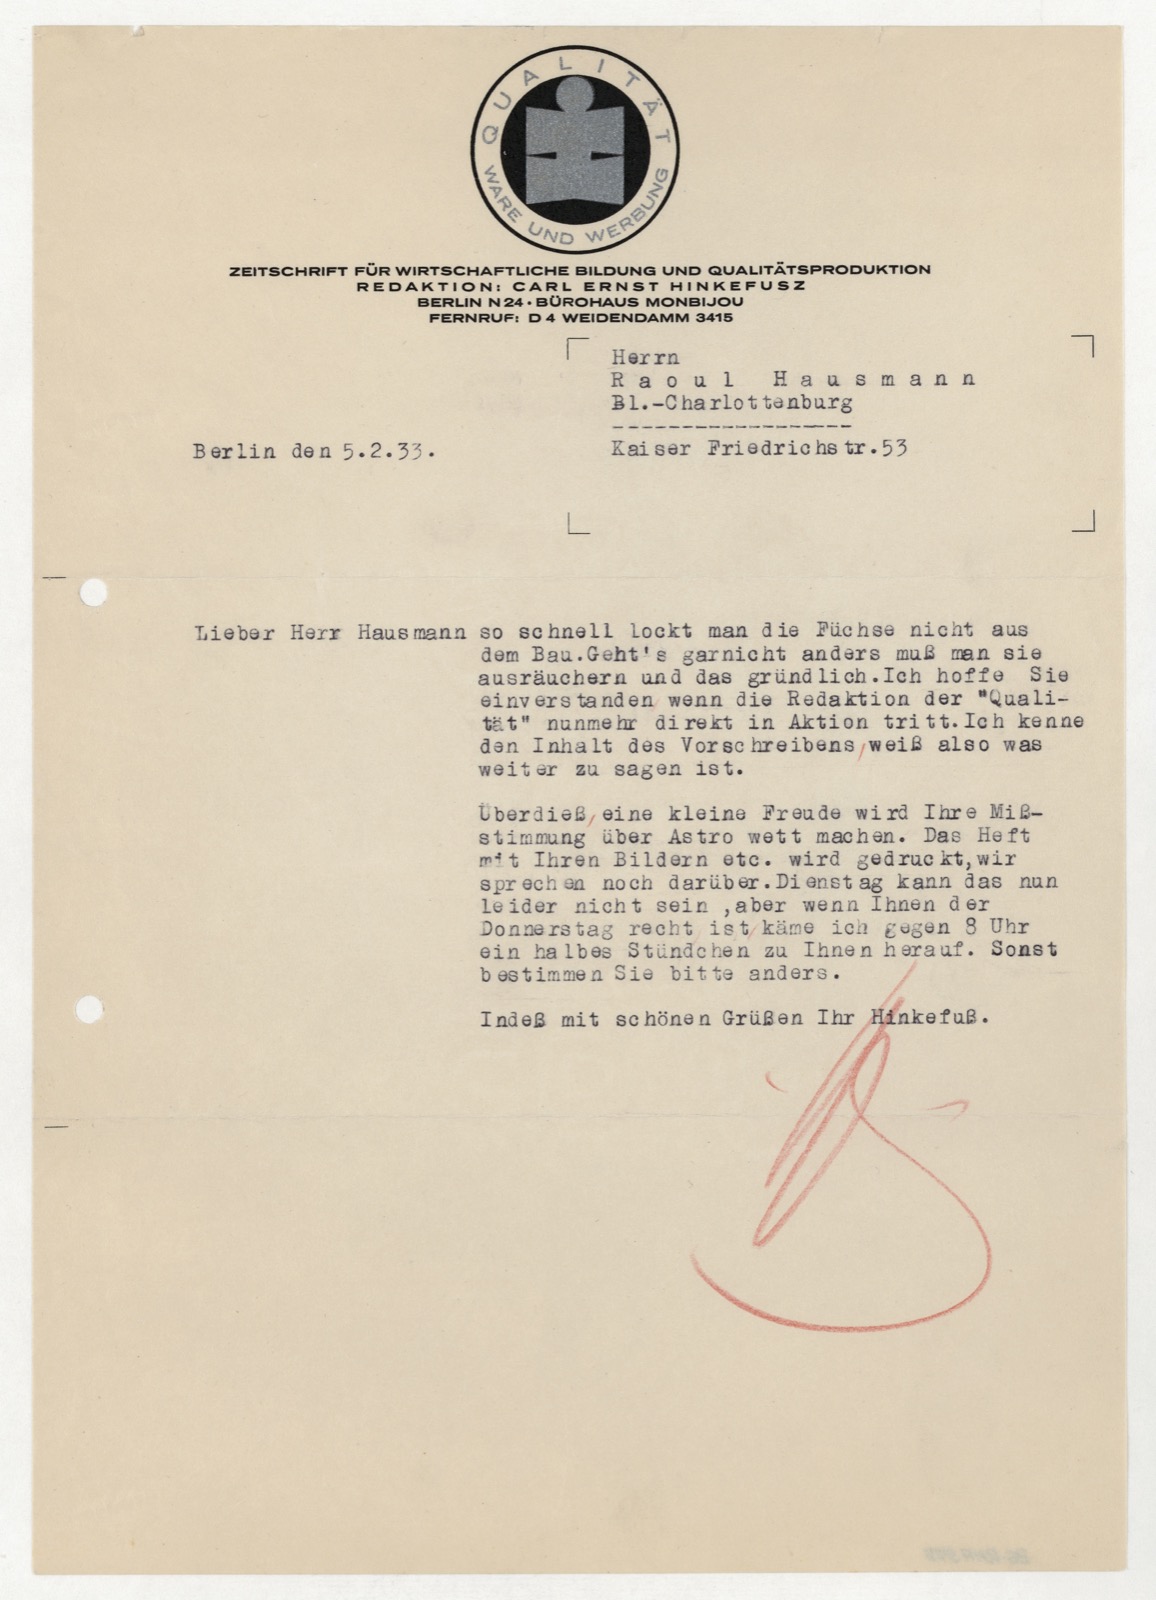 QUALITÄT
WARE UND WERBUNG
ZEITSCHRIFT FÜR WIRTSCHAFTLICHE BILDUNG UND QUALITÄTSPRODUKTION
REDAKTION: CARL ERNST HINKEFUSZ
BERLIN N 24 · BÜROHAUS MONBIJOU
FERNRUF: D 4 WEIDENDAMM 3415
Herrn
Raoul Hausmann
Bl.-Charlottenburg
Kaiser Friedrichstr.53
Berlin den 5.2.33.
Lieber Herr Hausmann so schnell lockt man die Füchse nicht aus
dem Bau.Geht's garnicht anders muß man sie
ausräuchern und das gründlich.Ich hoffe Sie
einverstanden wenn die Redaktion der "Quali-
tät" nunmehr direkt in Aktion tritt.Ich kenne
den Inhalt des Vorschreibens,weiß also was
weiter zu sagen ist.
Überdieß,eine kleine Freude wird Ihre Miß-
stimmung über Astro wett machen. Das Heft
mit Ihren Bildern etc. wird gedruckt,wir
sprechen noch darüber.Dienstag kann das nun
leider nicht sein ,aber wenn Ihnen der
Donnerstag recht ist,käme ich gegen 8 Uhr
ein halbes Stündchen zu Ihnen herauf. Sonst
bestimmen Sie bitte anders.
Indeß mit schönen Grüßen Ihr Hinkefuß.